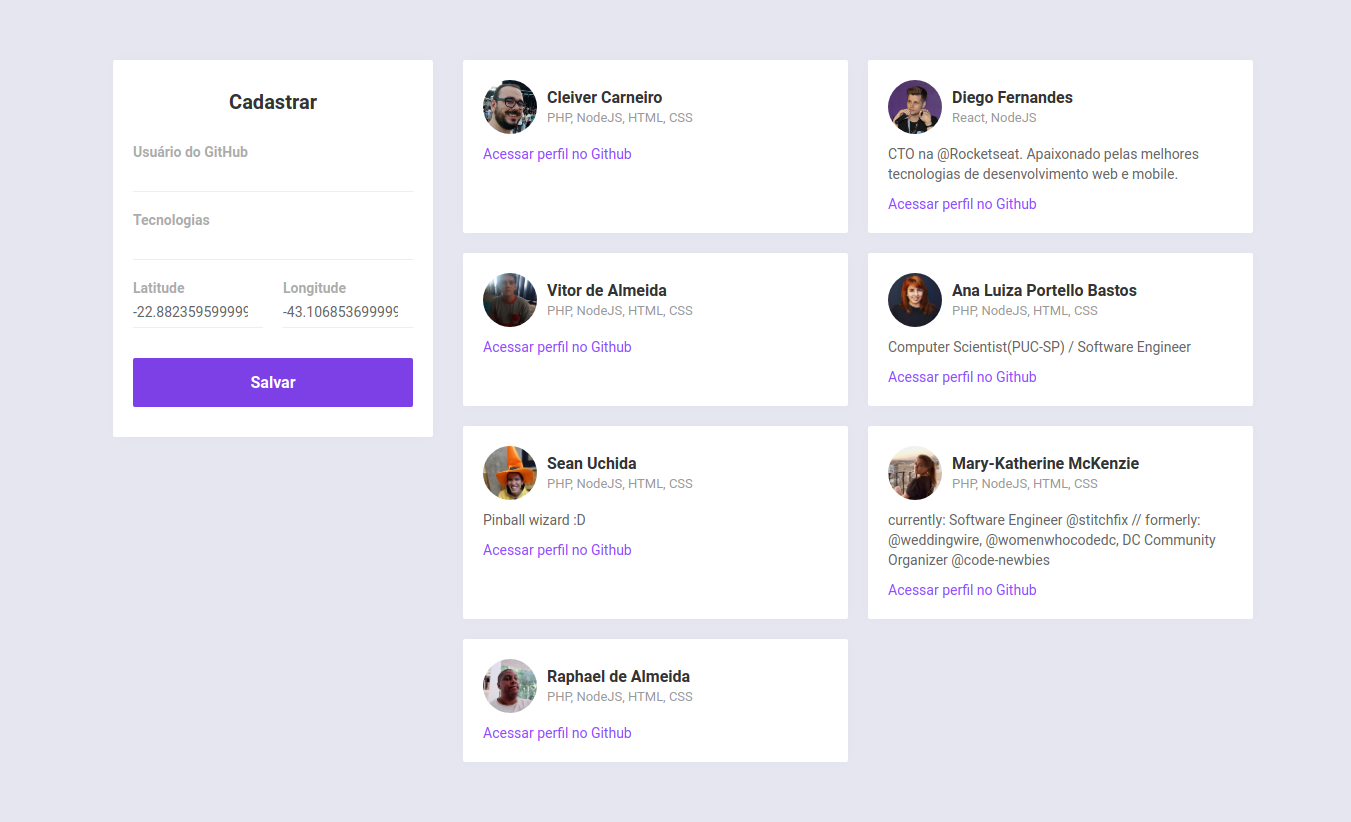 Cadastrar
Usuário do GitHub
Tecnologias
Latitude
Longitude
-22.882359599999
-43.106853699999
Salvar
Cleiver Carneiro
PHP, NodeJS, HTML, CSS
Acessar perfil no Github
Diego Fernandes
React, NodeJS
CTO na @Rocketseat. Apaixonado pelas melhores
tecnologias de desenvolvimento web e mobile.
Acessar perfil no Github
Vitor de Almeida
PHP, NodeJS, HTML, CSS
Acessar perfil no Github
Ana Luiza Portello Bastos
PHP, NodeJS, HTML, CSS
Computer Scientist(PUC-SP) / Software Engineer
Acessar perfil no Github
Sean Uchida
PHP, NodeJS, HTML, CSS
Pinball wizard :D
Acessar perfil no Github
Mary-Katherine McKenzie
PHP, NodeJS, HTML, CSS
currently: Software Engineer @stitchfix // formerly:
@weddingwire, @womenwhocodedc, DC Community
Organizer @code-newbies
Acessar perfil no Github
Raphael de Almeida
PHP, NodeJS, HTML, CSS
Acessar perfil no Github